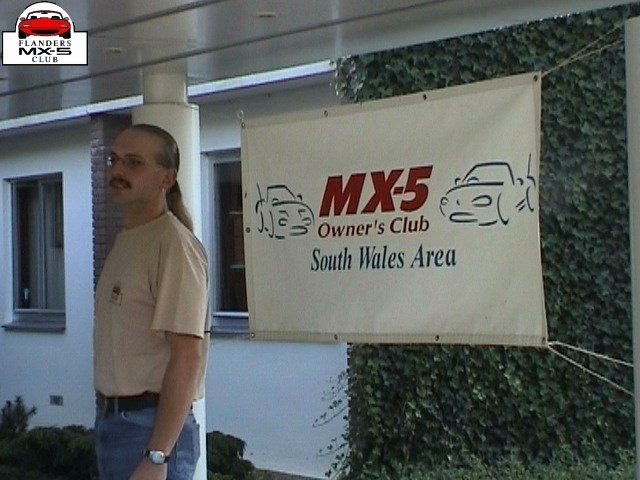 FLANDERS
MX-5
CLUB
MX-5
Owner's Club
South Wales Area